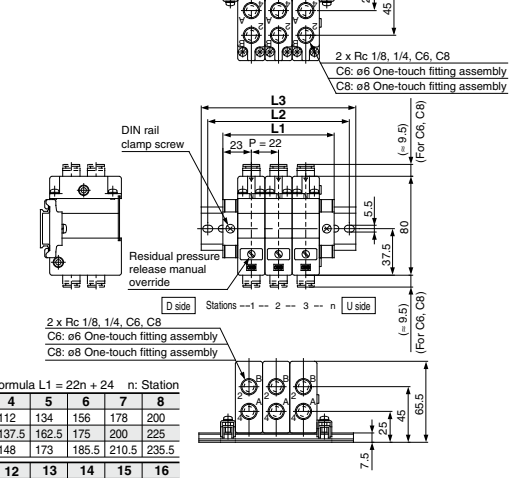 45
2 x Rc 1/8, 1/4, C6, C8
C6: ø6 One-touch fitting assembly
C8: ø8 One-touch fitting assembly
L3
L2
L1
23 P = 22
DIN rail
clamp screw
(≈ 9.5)
(For C6, C8)
5.5
80
37.5
Residual pressure
release manual
override
D side Stations --1-- 2 -- 3 -- n U side
(≈ 9.5)
(For C6, C8)
2 x Rc 1/8, 1/4, C6, C8
C6: ø6 One-touch fitting assembly
C8: ø8 One-touch fitting assembly
B B B
A A A
4
25
45
65.5
7.5
ormula L1 = 22n + 24 n: Station
4 5 6 7 8
112 134 156 178 200
137.5 162.5 175 200 225
148 173 185.5 210.5 235.5
12 13 14 15 16